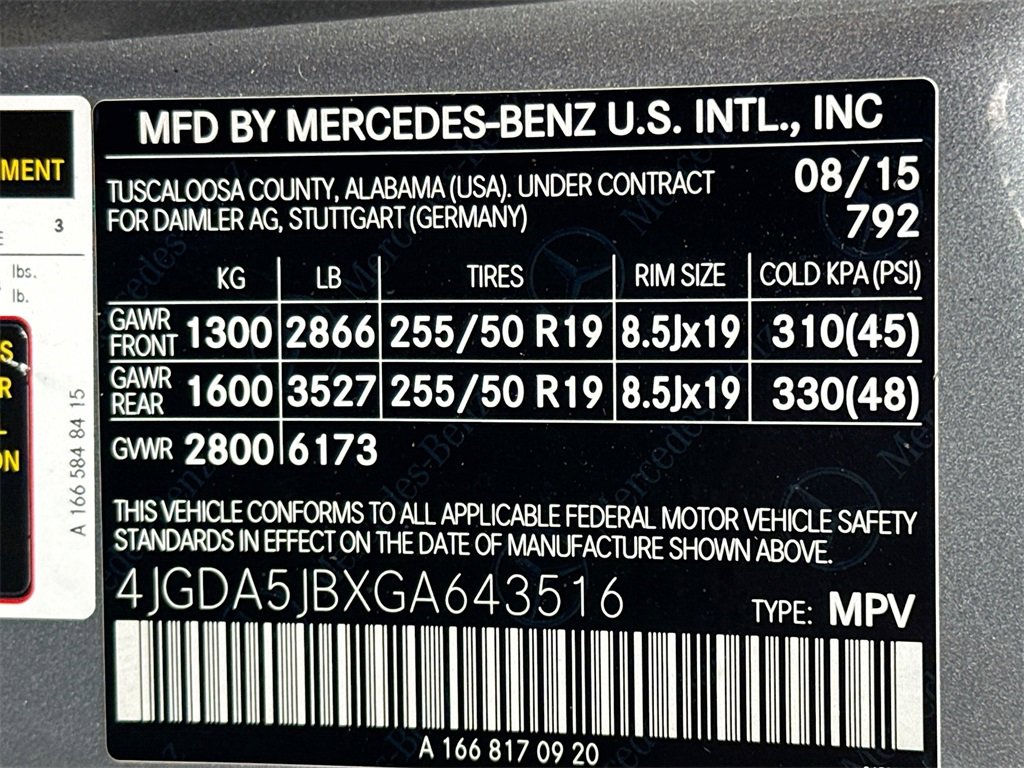 MFD BY MERCEDES-BENZ U.S. INTL., INC
TUSCALOOSA COUNTY, ALABAMA (USA). UNDER CONTRACT
FOR DAIMLER AG, STUTTGART (GERMANY)
08/15
792
KG LB TIRES RIM SIZE COLD KPA (PSI)
GAWR FRONT 1300 2866 255/50 R19 8.5Jx19 310(45)
GAWR REAR 1600 3527 255/50 R19 8.5Jx19 330(48)
GVWR 2800 6173
THIS VEHICLE CONFORMS TO ALL APPLICABLE FEDERAL MOTOR VEHICLE SAFETY
STANDARDS IN EFFECT ON THE DATE OF MANUFACTURE SHOWN ABOVE.
4JGDA5JBXGA643516
TYPE: MPV
A 166 817 09 20
MENT
3
lbs.
lb.
A 166 584 84 15
Mercedes-Benz